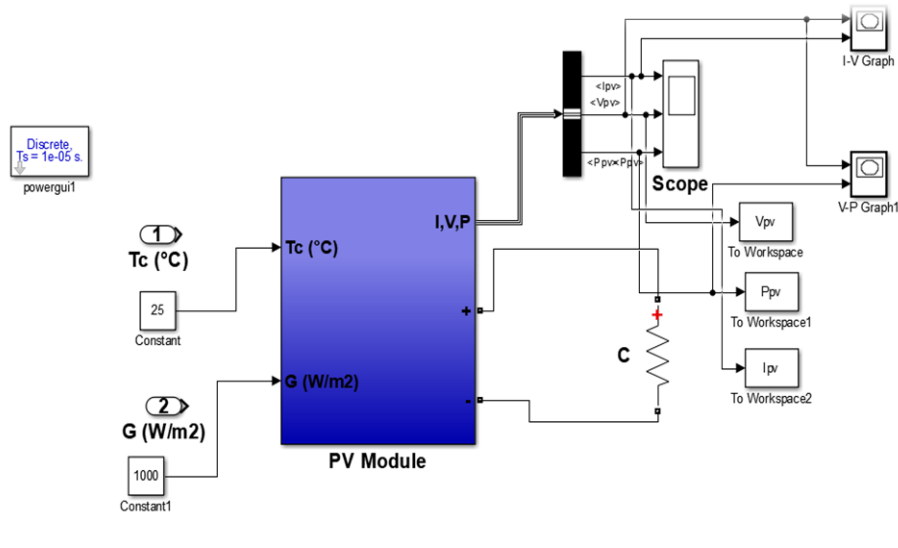 I-V Graph
<Ipv>
<Vpv>
<Ppv×Ppv>
Scope
V-P Graph1
Discrete,
Ts = 1e-05 s.
powergui1
I,V,P
Vpv
To Workspace
1
Tc (°C)
Tc (°C)
25
Constant
+
+
Ppv
To Workspace1
C
Ipv
To Workspace2
G (W/m2)
-
2
G (W/m2)
PV Module
1000
Constant1